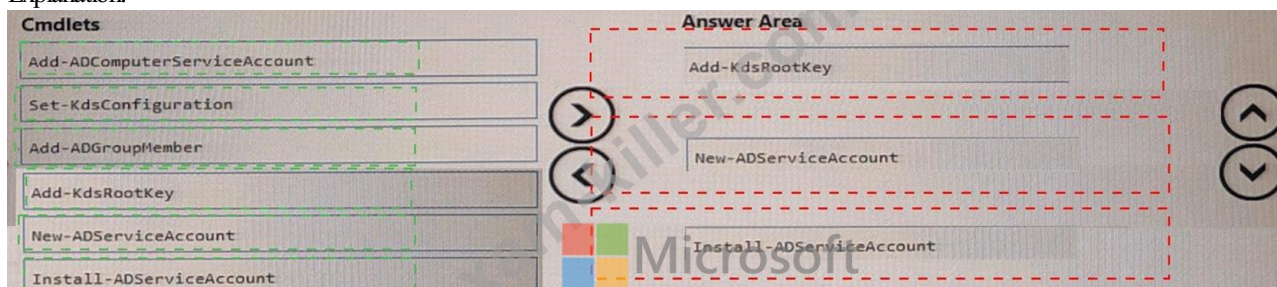 Explanation:
Cmdlets
Add-ADComputerServiceAccount
Set-KdsConfiguration
Add-ADGroupMember
Add-KdsRootKey
New-ADServiceAccount
Install-ADServiceAccount
Answer Area
Add-KdsRootKey
New-ADServiceAccount
Install-ADServiceAccount
Microsoft